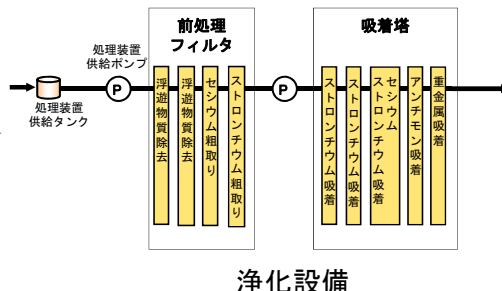 前処理
フィルタ
吸着塔
処理装置
供給ポンプ
P
P
処理装置
供給タンク
浮遊物質除去
浮遊物質除去
セシウム粗取り
ストロンチウム粗取り
ストロンチウム吸着
ストロンチウム吸着
セシウム
ストロンチウム吸着
アンチモン吸着
重金属吸着
浄化設備